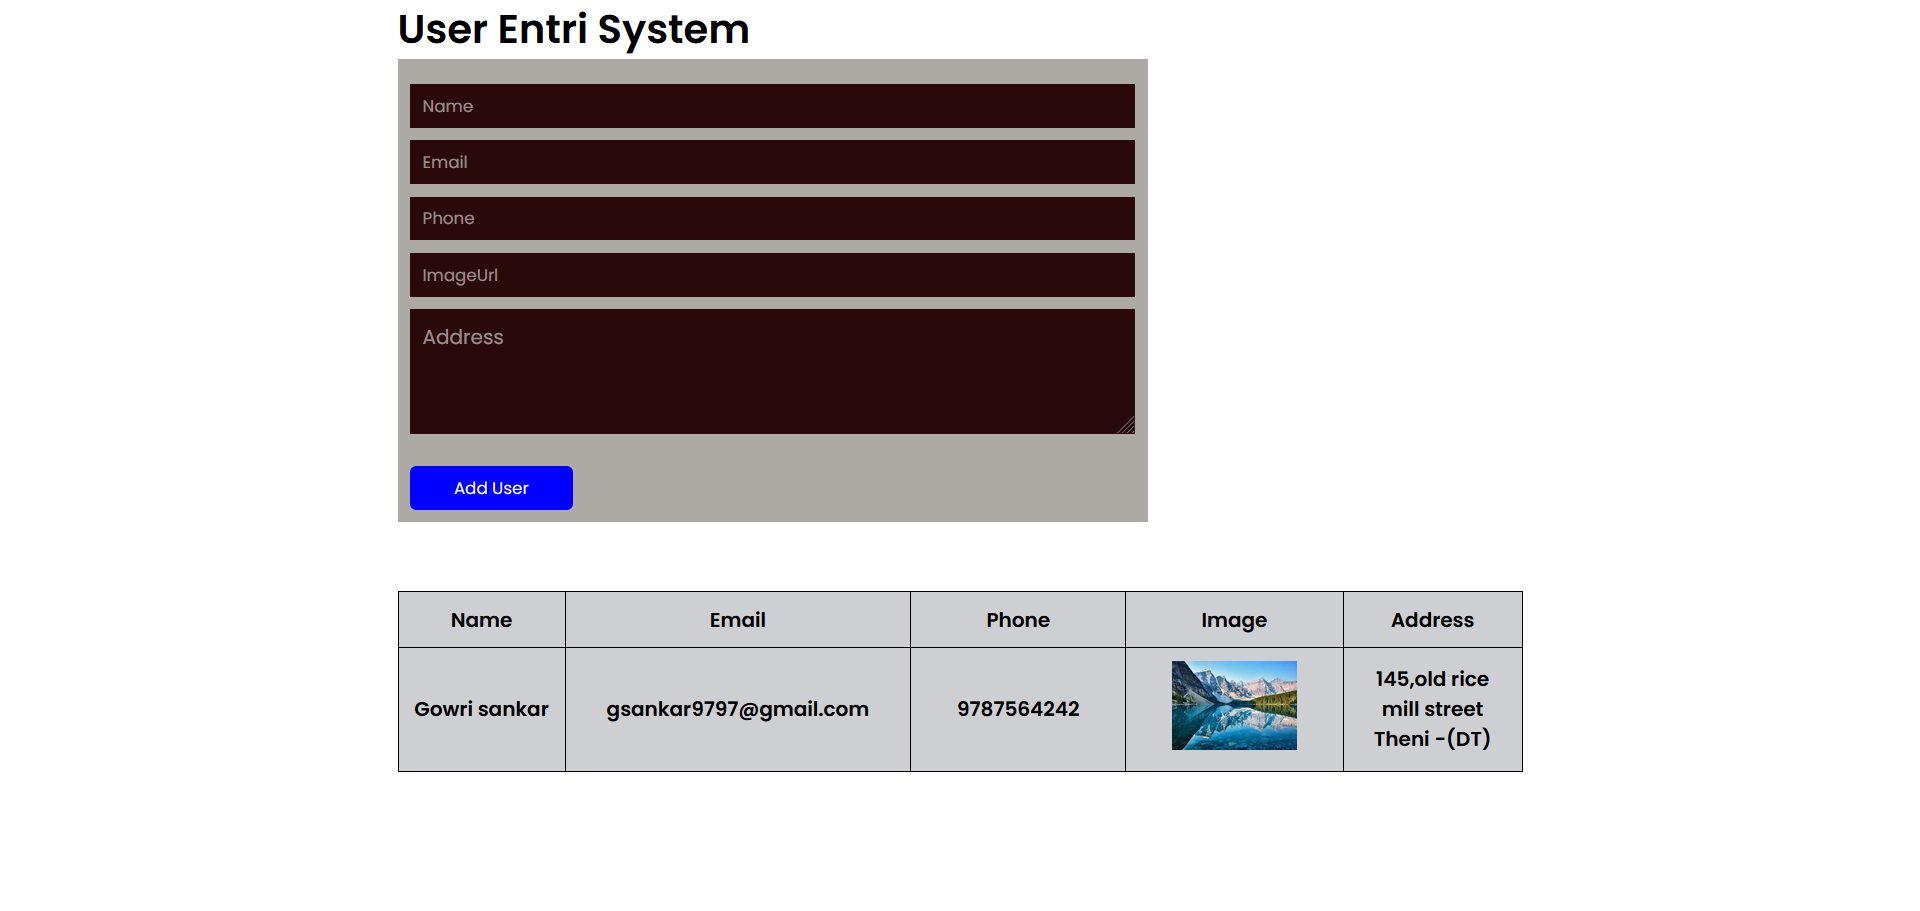 User Entri System
Name
Email
Phone
ImageUrl
Address
Add User
Name Email Phone Image Address
Gowri sankar gsankar9797@gmail.com 9787564242 145,old rice
mill street
Theni -(DT)